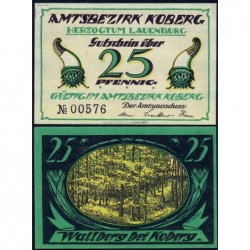 AMTSBEZIRK KOBERG
HERZOGTUM LAUENBURG
Gutschein über
25
PFENNIG
GÜLTIG IM AMTSBEZIRK KOBERG
Der Amtsausschuss:
№ 00576
25 25
Wallberg bei Koberg